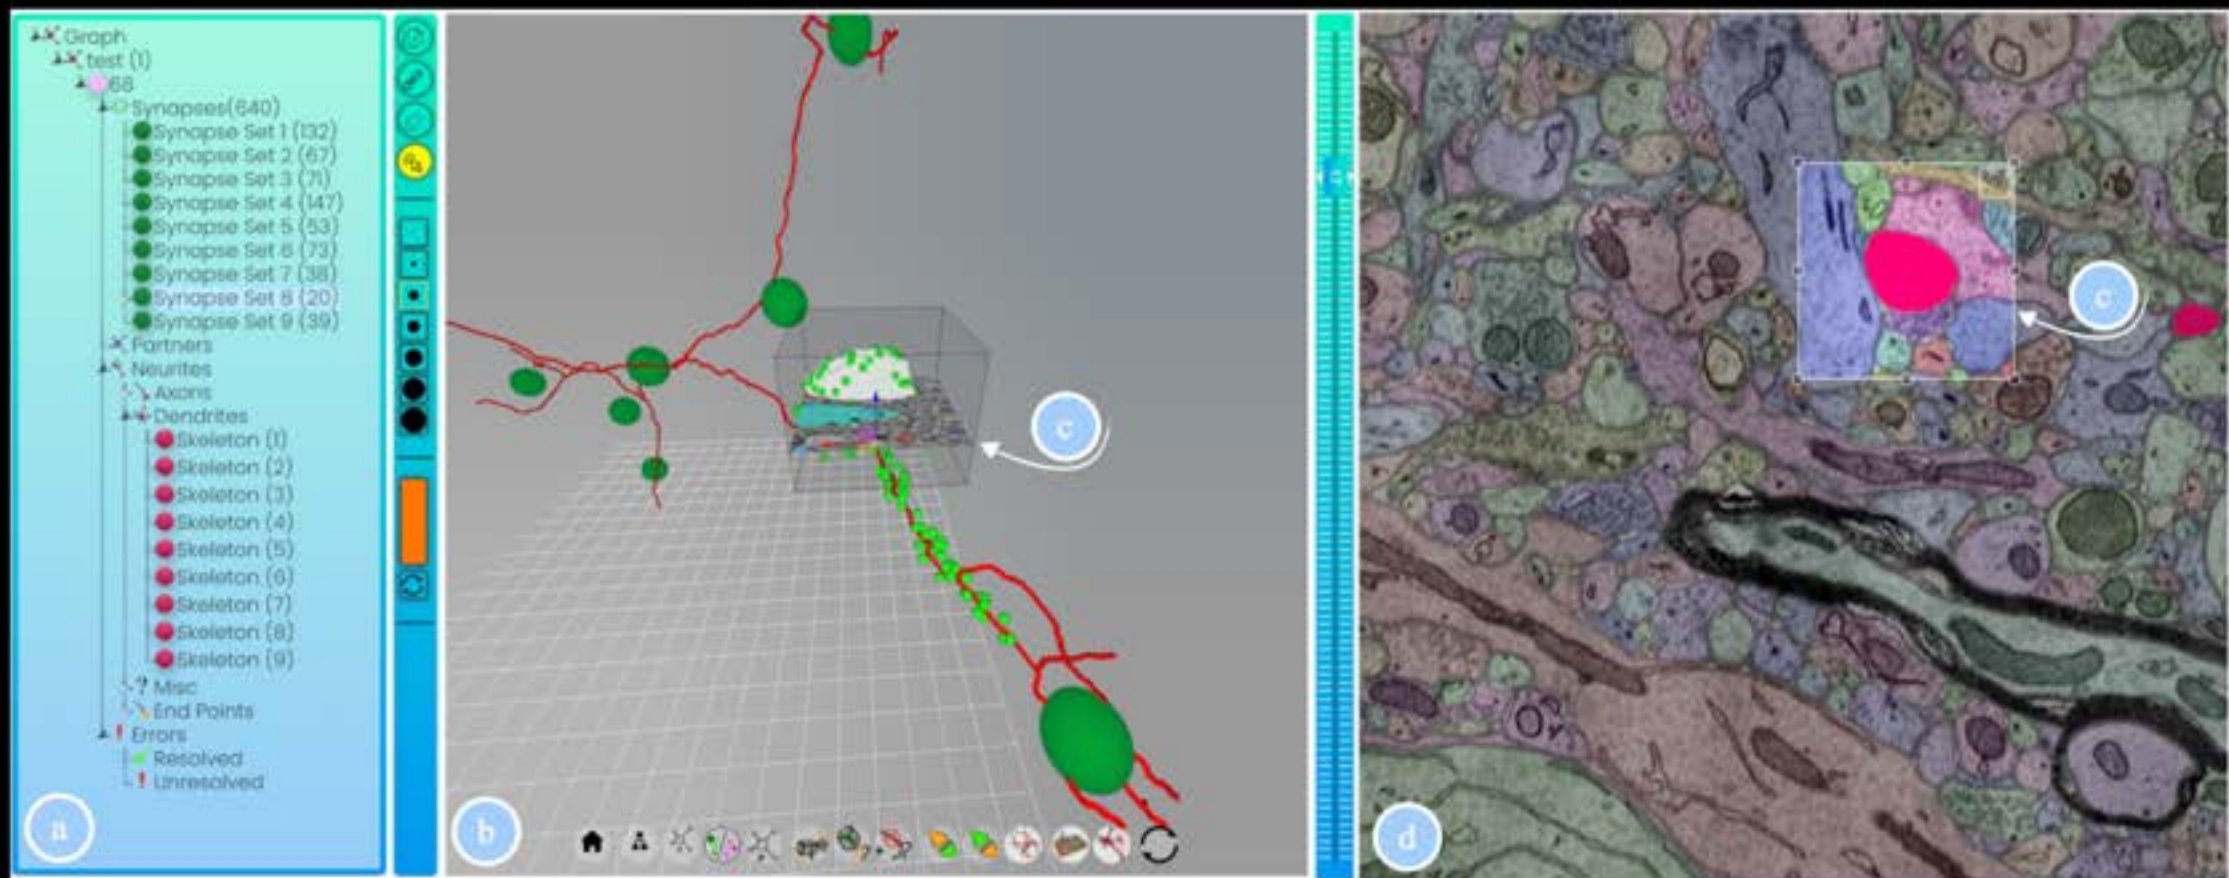 Graph
test (1)
68
Synapses(640)
Synapse Set 1 (132)
Synapse Set 2 (67)
Synapse Set 3 (71)
Synapse Set 4 (147)
Synapse Set 5 (53)
Synapse Set 6 (73)
Synapse Set 7 (38)
Synapse Set 8 (20)
Synapse Set 9 (39)
Partners
Neurites
Axons
Dendrites
Skeleton (1)
Skeleton (2)
Skeleton (3)
Skeleton (4)
Skeleton (5)
Skeleton (6)
Skeleton (7)
Skeleton (8)
Skeleton (9)
? Misc
End Points
! Errors
Resolved
! Unresolved
a
b
c
c
d